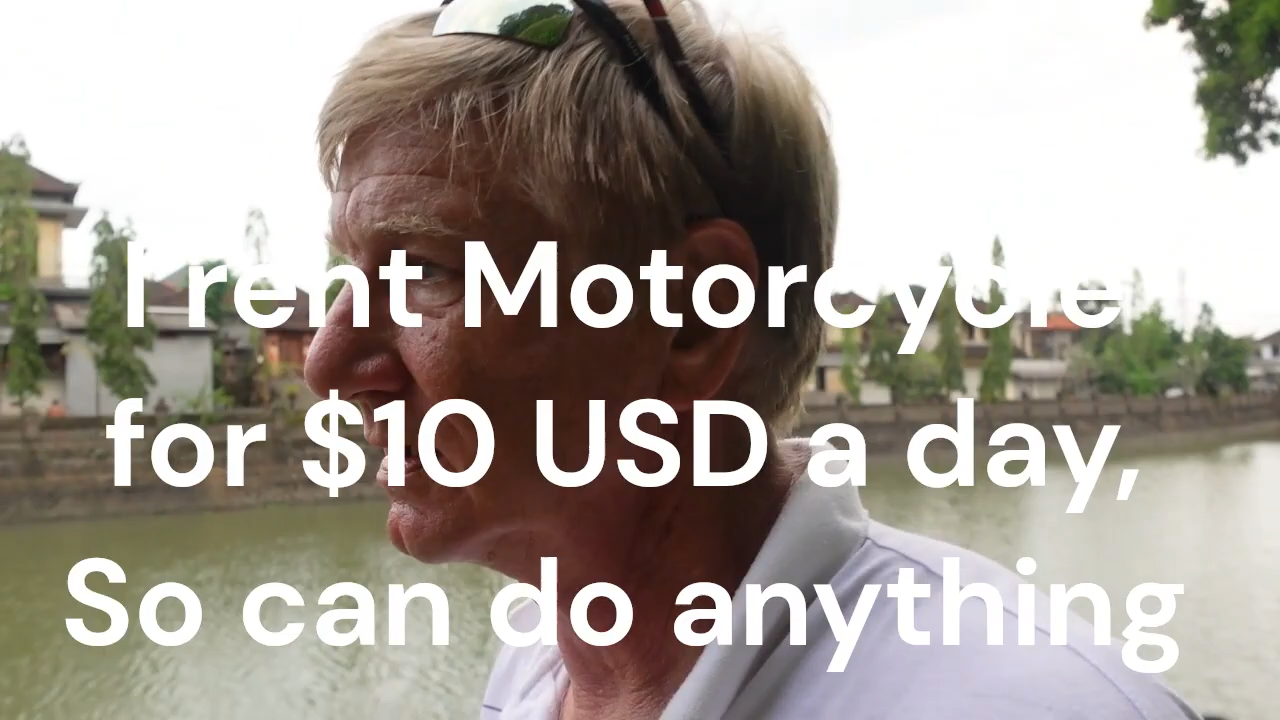 I rent Motorcycle
for $10 USD a day,
So can do anything